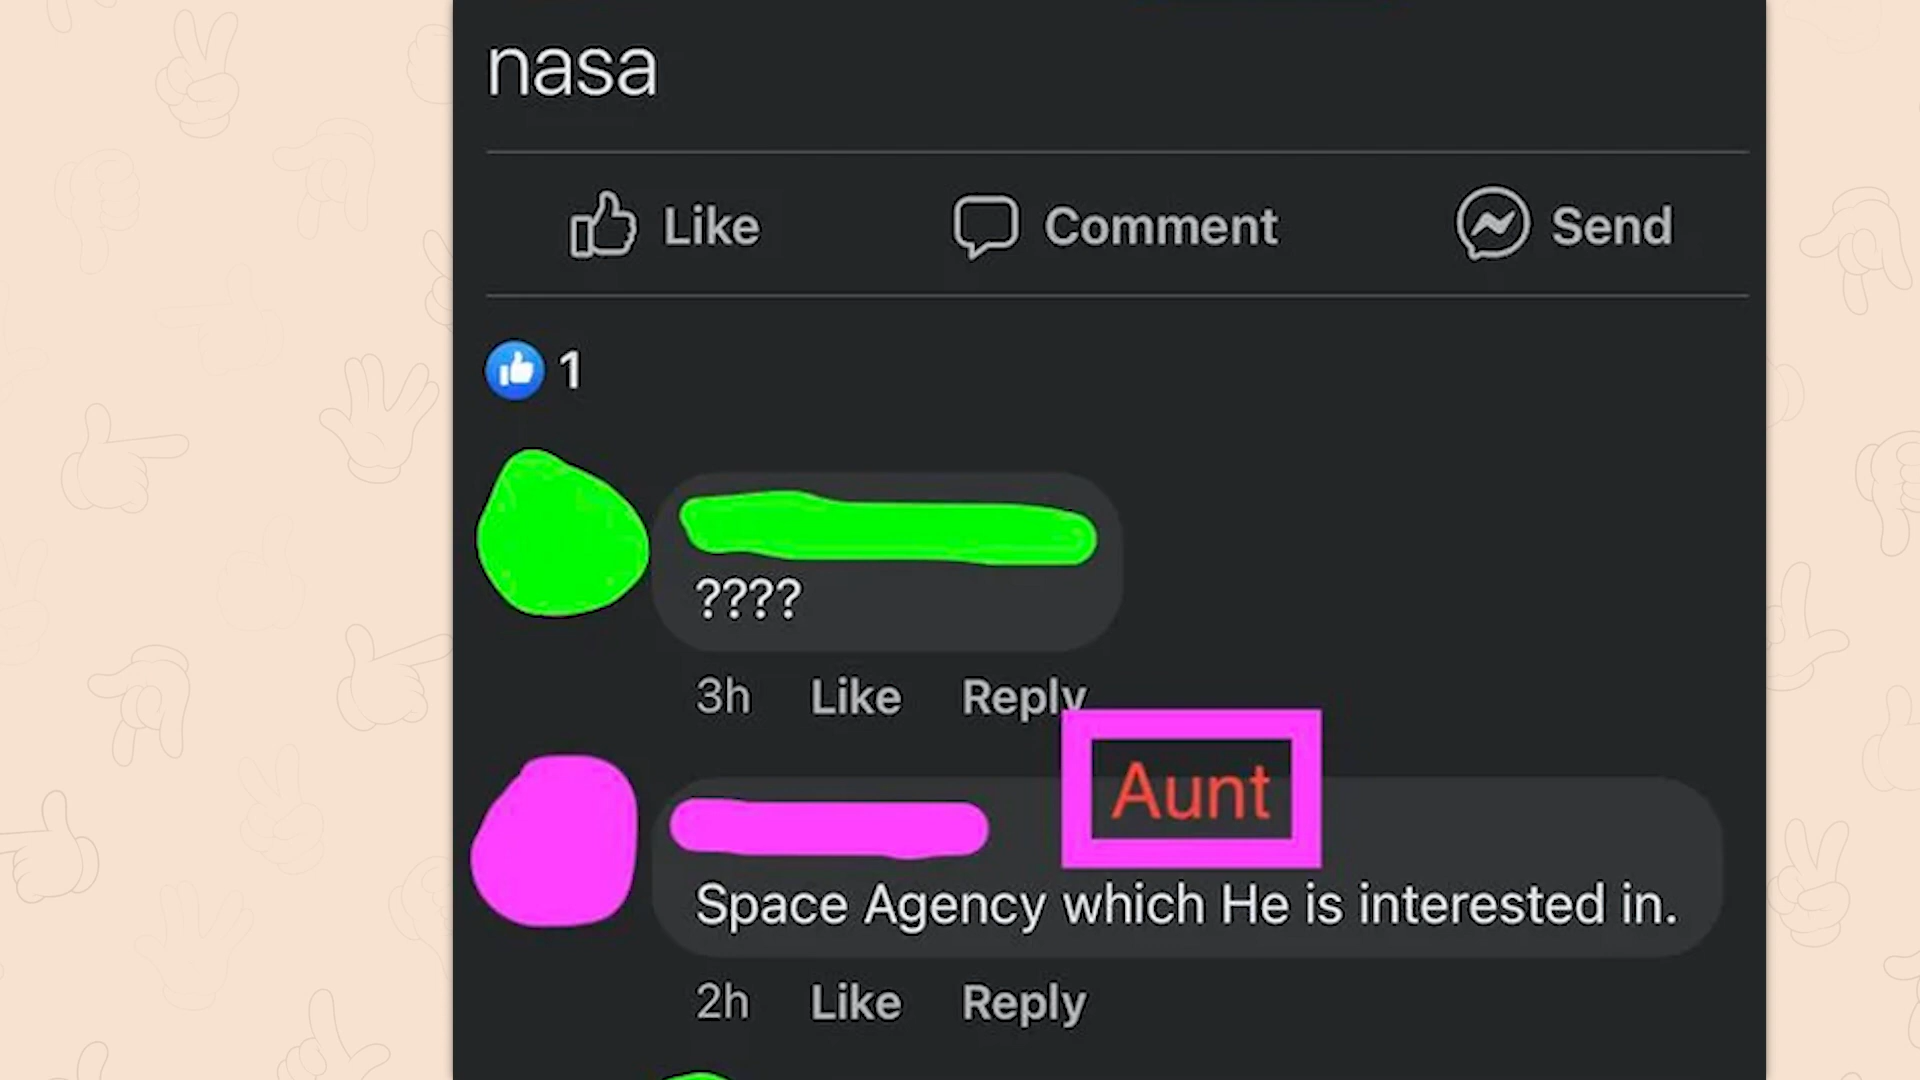 nasa
Like Comment Send
1
????
3h Like Reply
Aunt
Space Agency which He is interested in.
2h Like Reply